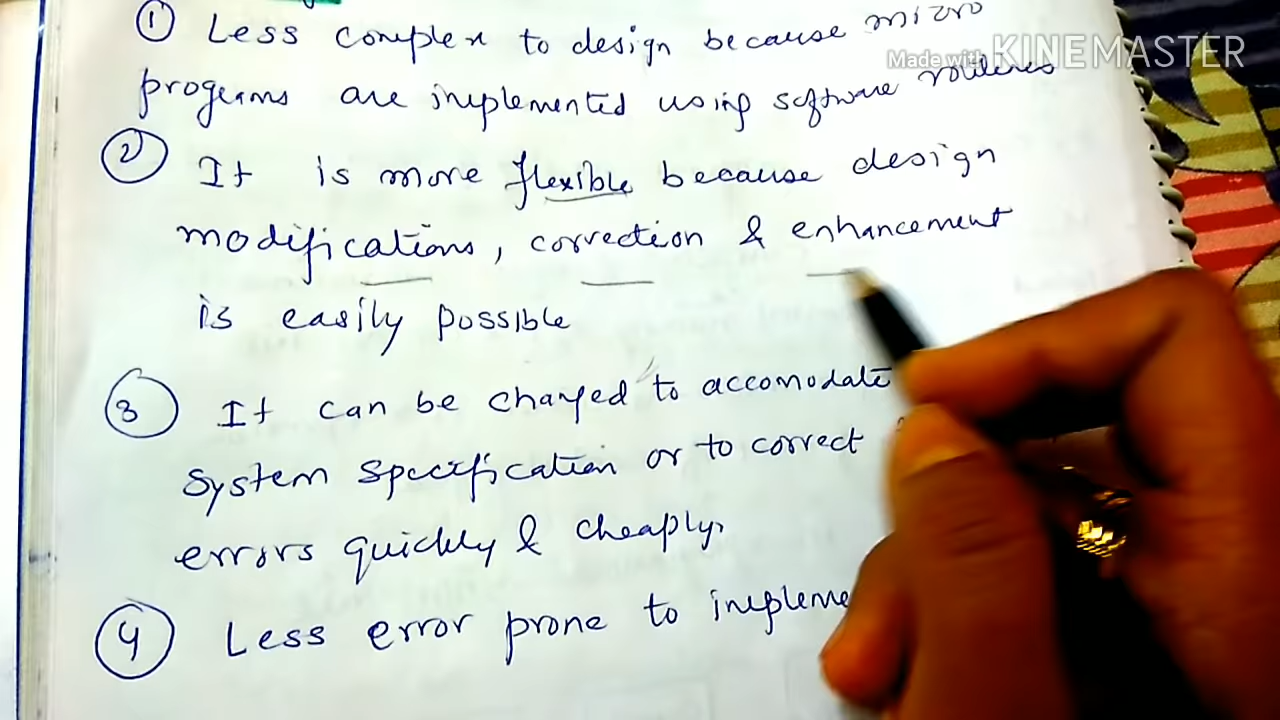 ① Less complex to design because micro
Made with KINEMASTER
programs are implemented using software routines
② It is more flexible because design
modifications, correction & enhancement
is easily possible
③ It can be changed to accomodate
system specification or to correct
errors quickly & cheaply.
④ Less error prone to impleme